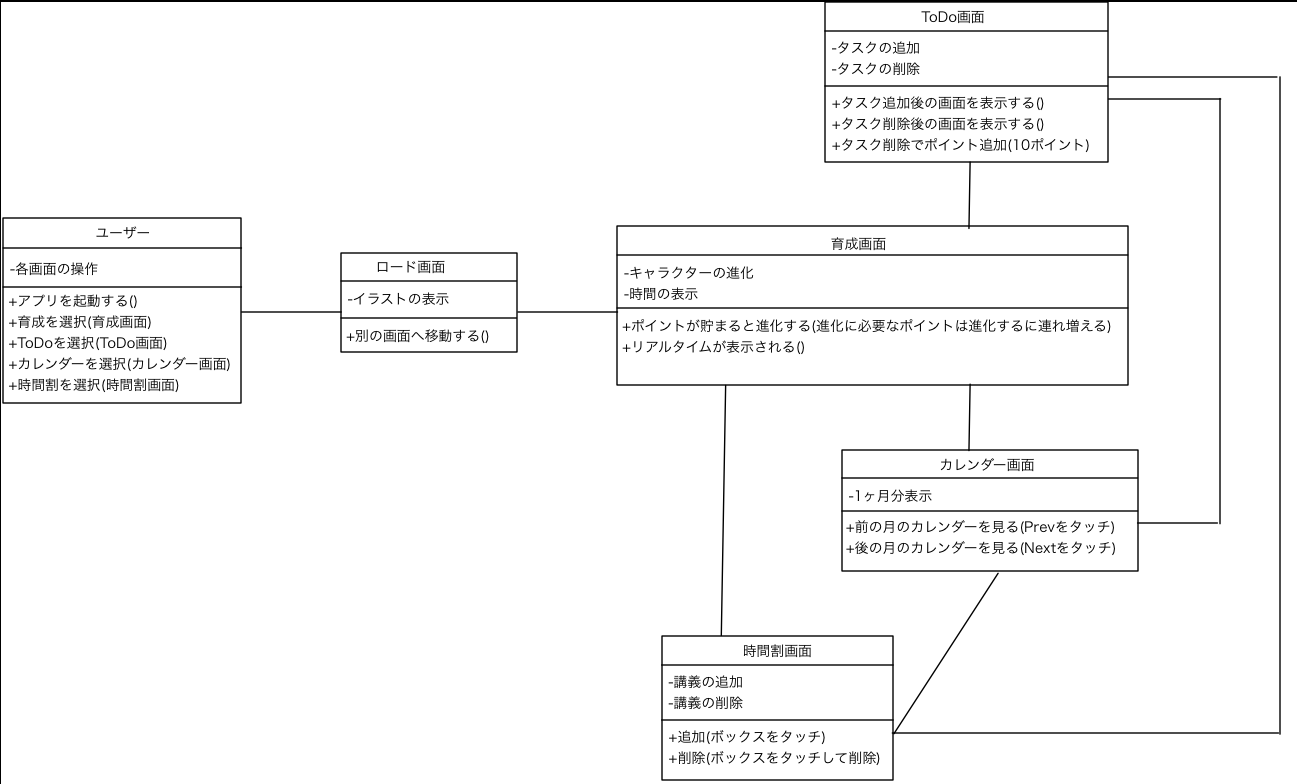 ToDo画面
-タスクの追加
-タスクの削除
+タスク追加後の画面を表示する()
+タスク削除後の画面を表示する()
+タスク削除でポイント追加(10ポイント)
ユーザー
-各画面の操作
+アプリを起動する()
+育成を選択(育成画面)
+ToDoを選択(ToDo画面)
+カレンダーを選択(カレンダー画面)
+時間割を選択(時間割画面)
ロード画面
-イラストの表示
+別の画面へ移動する()
育成画面
-キャラクターの進化
-時間の表示
+ポイントが貯まると進化する(進化に必要なポイントは進化するに連れ増える)
+リアルタイムが表示される()
カレンダー画面
-1ヶ月分表示
+前の月のカレンダーを見る(Prevをタッチ)
+後の月のカレンダーを見る(Nextをタッチ)
時間割画面
-講義の追加
-講義の削除
+追加(ボックスをタッチ)
+削除(ボックスをタッチして削除)